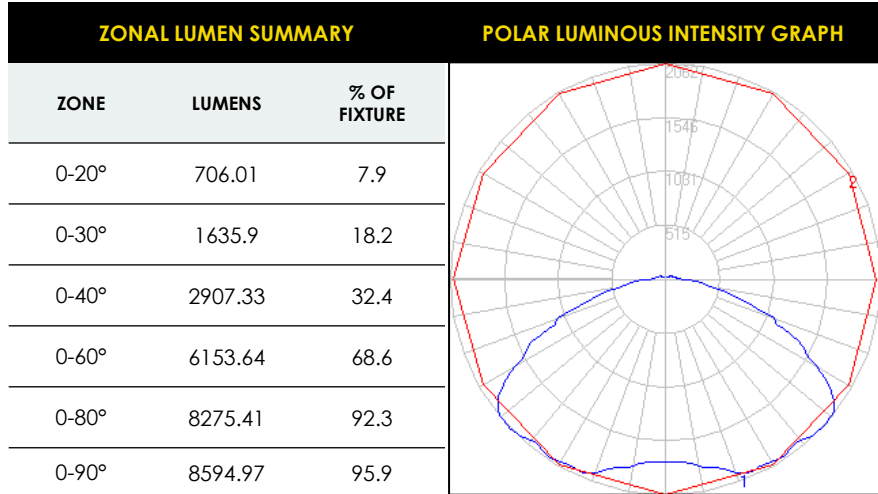 ZONAL LUMEN SUMMARY
POLAR LUMINOUS INTENSITY GRAPH
ZONE LUMENS % OF FIXTURE
0-20° 706.01 7.9
0-30° 1635.9 18.2
0-40° 2907.33 32.4
0-60° 6153.64 68.6
0-80° 8275.41 92.3
0-90° 8594.97 95.9
2062
1546
1031
515
2
1